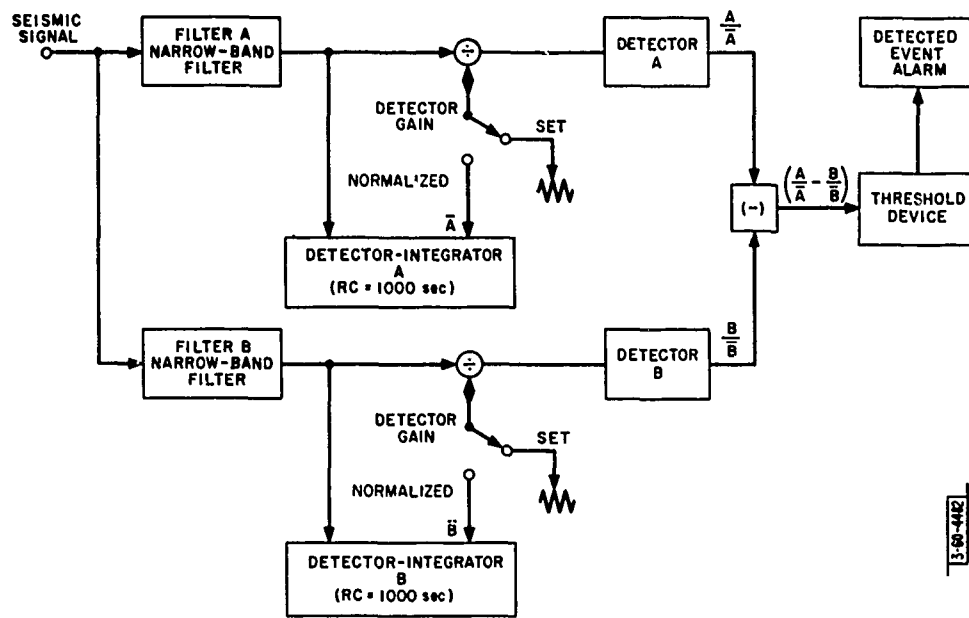 SEISMIC
SIGNAL
FILTER A
NARROW-BAND
FILTER
÷
DETECTOR
A
A
Ā
DETECTED
EVENT
ALARM
DETECTOR
GAIN
SET
NORMALIZED
Ā
DETECTOR-INTEGRATOR
A
(RC = 1000 sec)
(-)
(A/Ā - B/B̄)
THRESHOLD
DEVICE
FILTER B
NARROW-BAND
FILTER
÷
DETECTOR
B
B
B̄
DETECTOR
GAIN
SET
NORMALIZED
B̈
DETECTOR-INTEGRATOR
B
(RC = 1000 sec)
3-60-4482